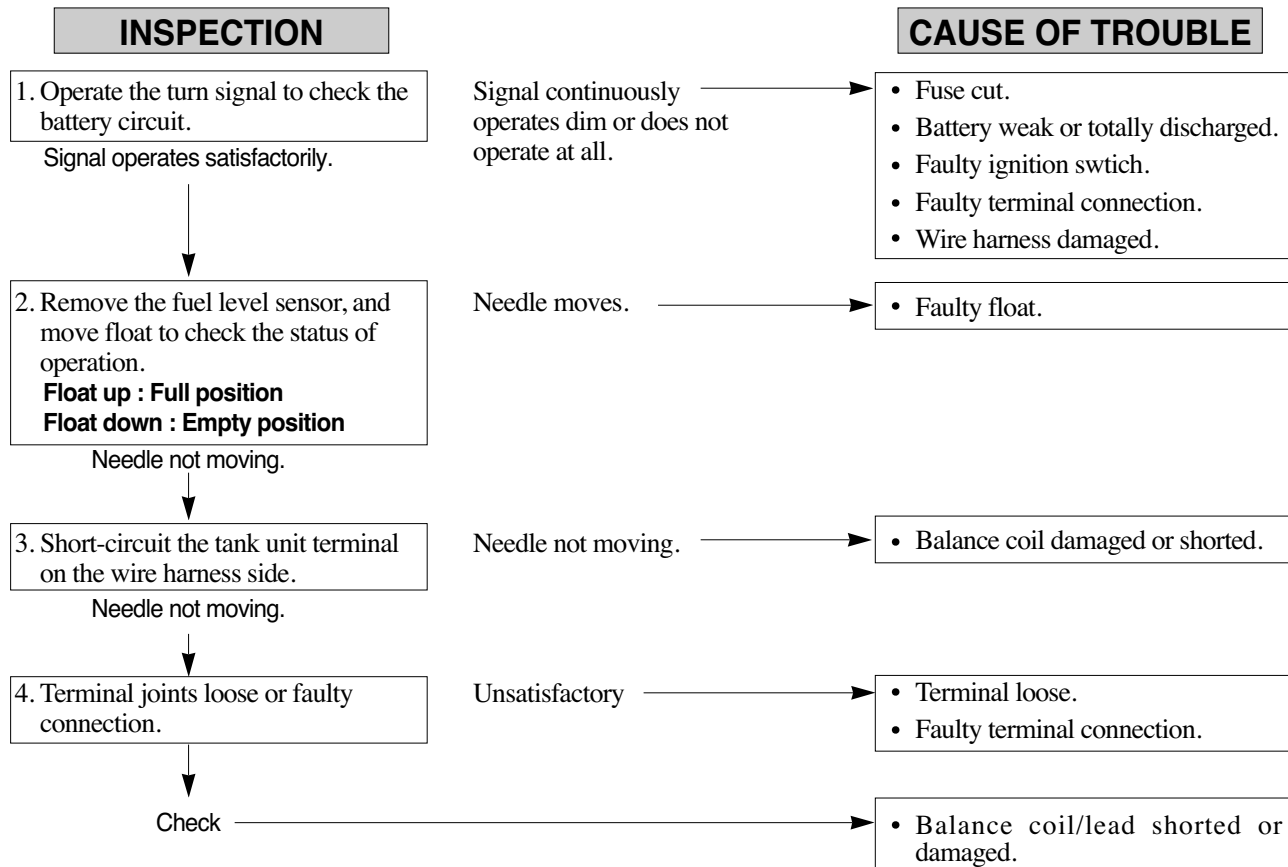 INSPECTION
CAUSE OF TROUBLE
1. Operate the turn signal to check the
battery circuit.
Signal operates satisfactorily.
Signal continuously
operates dim or does not
operate at all.
• Fuse cut.
• Battery weak or totally discharged.
• Faulty ignition swtich.
• Faulty terminal connection.
• Wire harness damaged.
2. Remove the fuel level sensor, and
move float to check the status of
operation.
Float up : Full position
Float down : Empty position
Needle not moving.
Needle moves.
• Faulty float.
3. Short-circuit the tank unit terminal
on the wire harness side.
Needle not moving.
Needle not moving.
• Balance coil damaged or shorted.
4. Terminal joints loose or faulty
connection.
Unsatisfactory
• Terminal loose.
• Faulty terminal connection.
Check
• Balance coil/lead shorted or
damaged.